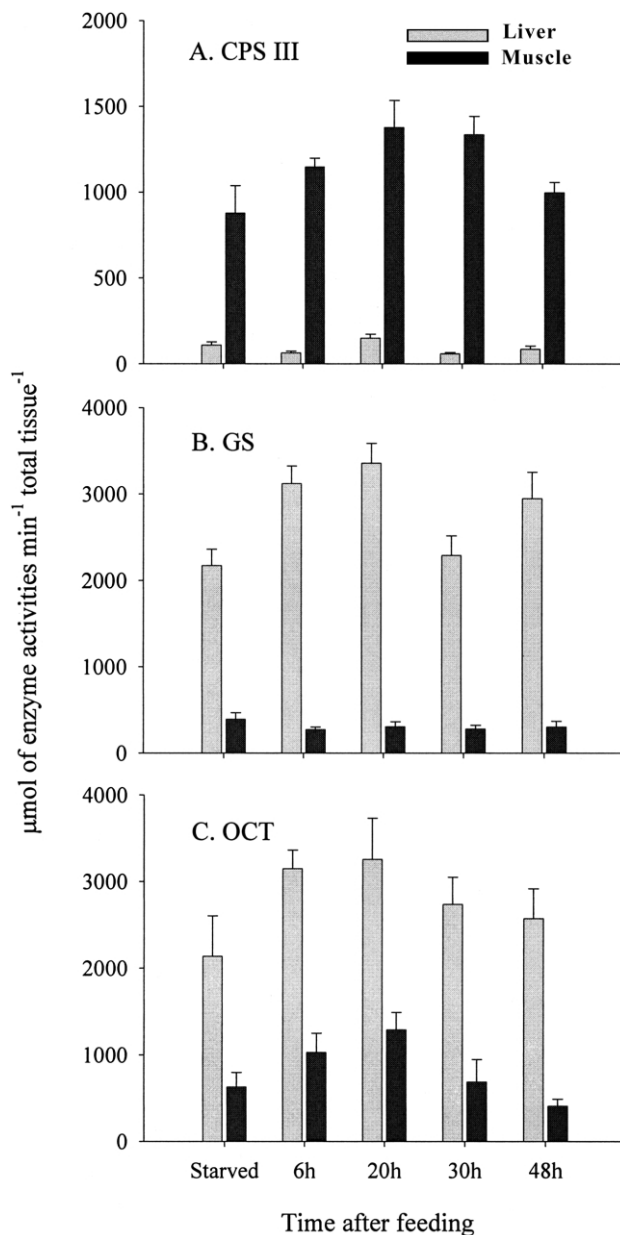 2000
A. CPS III
Liver
Muscle
1500
1000
500
0
4000
B. GS
3000
2000
1000
0
4000
C. OCT
3000
2000
1000
0
μmol of enzyme activities min⁻¹ total tissue⁻¹
Starved 6h 20h 30h 48h
Time after feeding